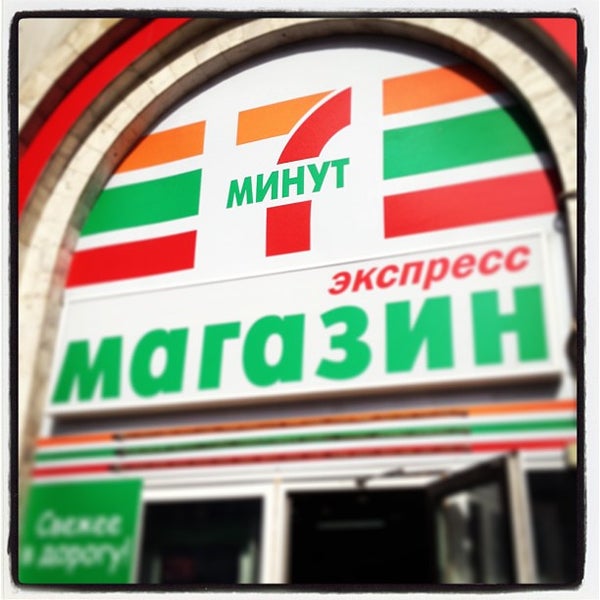 7
МИНУТ
экспресс
магазин
Свежее
в дорогу!